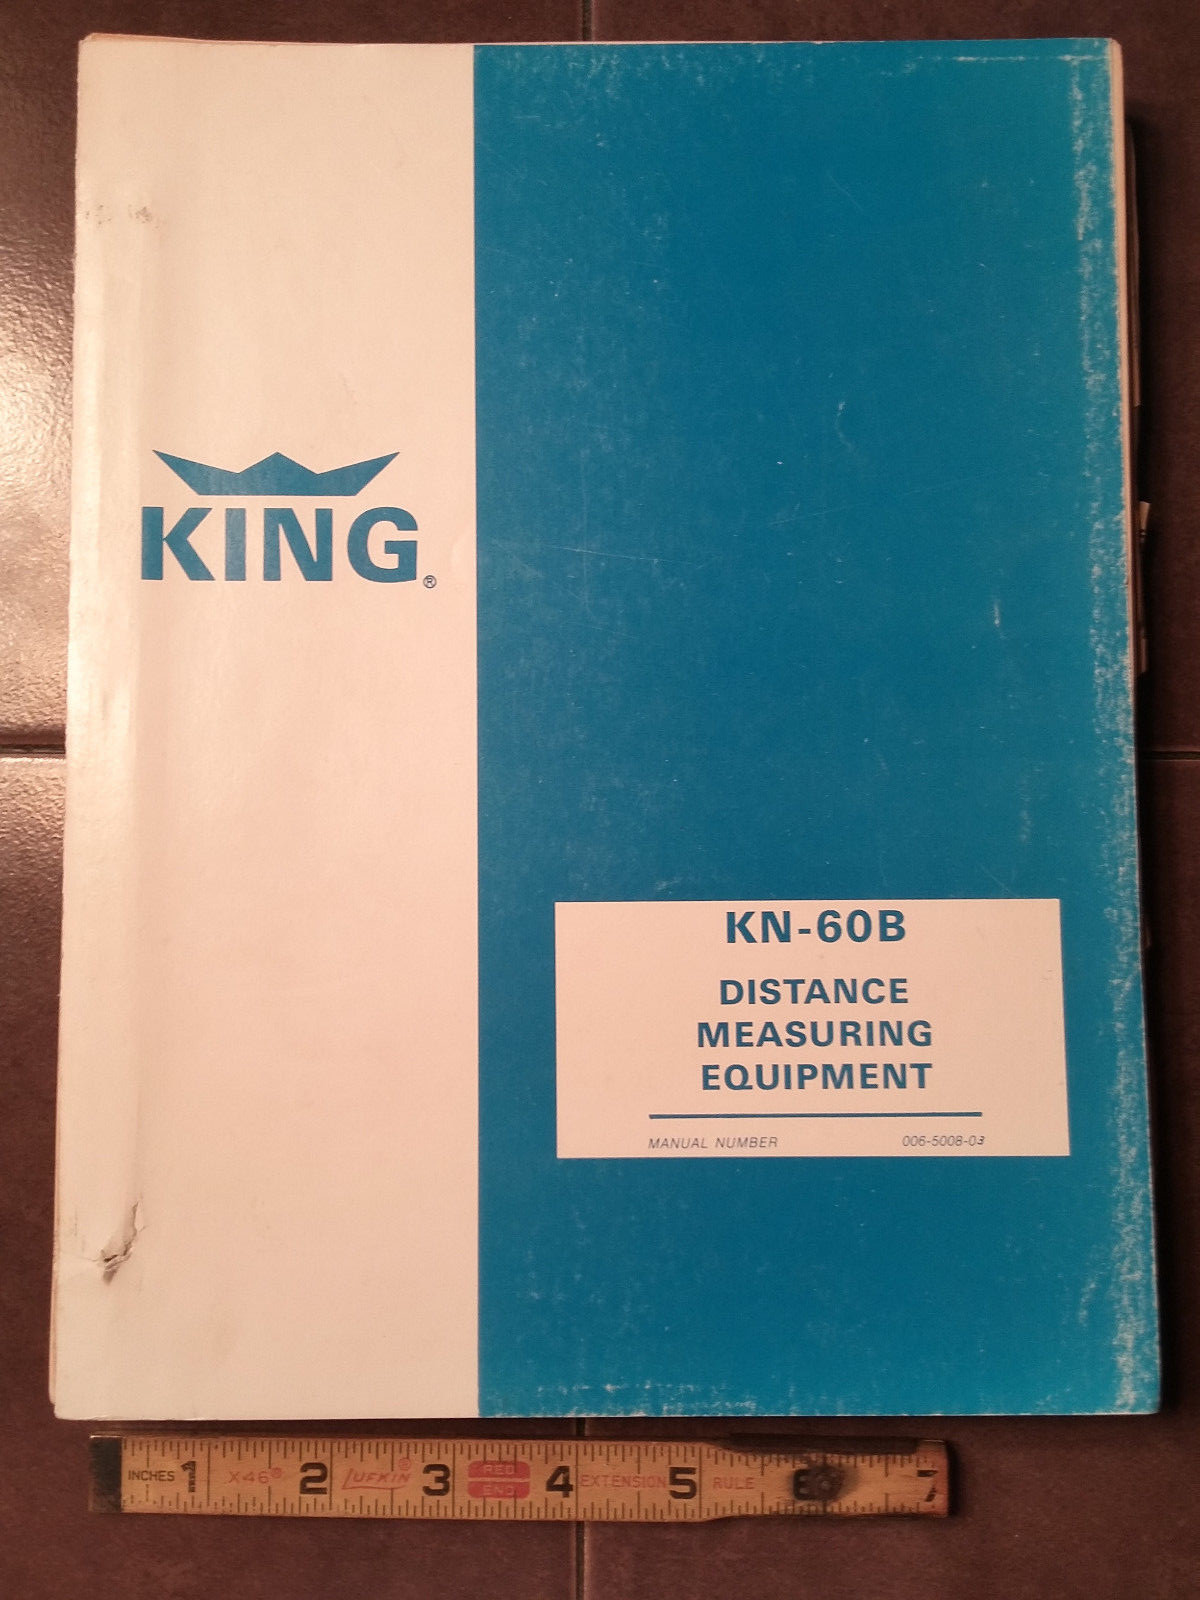 KING®
KN-60B
DISTANCE
MEASURING
EQUIPMENT
MANUAL NUMBER 006-5008-03
INCHES 1 X46® 2 LUFKIN® 3 RED END 4 EXTENSION 5 RULE 6 7